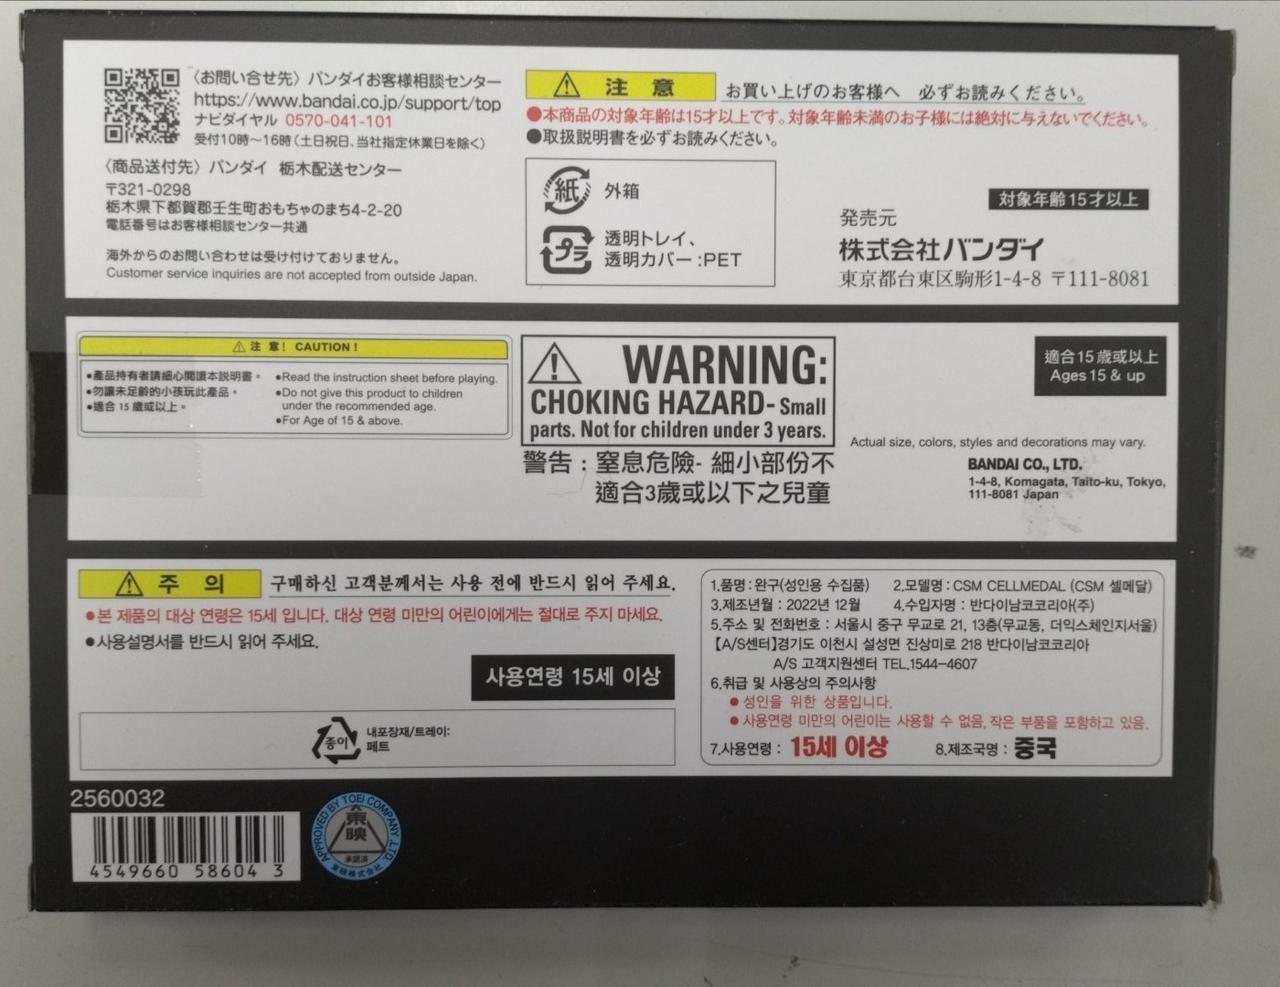 〈お問い合せ先〉バンダイお客様相談センター
https://www.bandai.co.jp/support/top
ナビダイヤル 0570-041-101
受付10時～16時（土日祝日、当社指定休業日を除く）
〈商品送付先〉バンダイ 栃木配送センター
〒321-0298
栃木県下都賀郡壬生町おもちゃのまち4-2-20
電話番号はお客様相談センター共通
海外からのお問い合わせは受け付けておりません。
Customer service inquiries are not accepted from outside Japan.
注意 お買い上げのお客様へ 必ずお読みください。
●本商品の対象年齢は15才以上です。対象年齢未満のお子様には絶対に与えないでください。
●取扱説明書を必ずお読みください。
紙 外箱
プラ 透明トレイ、
透明カバー：PET
対象年齢15才以上
発売元
株式会社バンダイ
東京都台東区駒形1-4-8 〒111-8081
注意! CAUTION!
●產品持有者請細心閱讀本說明書。
●勿讓未足齡的小孩玩此產品。
●適合 15 歲或以上。
●Read the instruction sheet before playing.
●Do not give this product to children
under the recommended age.
●For Age of 15 & above.
WARNING:
CHOKING HAZARD- Small
parts. Not for children under 3 years.
警告：窒息危險- 細小部份不
適合3歲或以下之兒童
適合15歲或以上
Ages 15 & up
Actual size, colors, styles and decorations may vary.
BANDAI CO., LTD.
1-4-8, Komagata, Taito-ku, Tokyo,
111-8081 Japan
주 의 구매하신 고객분께서는 사용 전에 반드시 읽어 주세요.
●본 제품의 대상 연령은 15세 입니다. 대상 연령 미만의 어린이에게는 절대로 주지 마세요.
●사용설명서를 반드시 읽어 주세요.
사용연령 15세 이상
종이 내포장재/트레이:
페트
1.품명 : 완구(성인용 수집품) 2.모델명 : CSM CELLMEDAL (CSM 셀메달)
3.제조년월 : 2022년 12월 4.수입자명 : 반다이남코코리아(주)
5.주소 및 전화번호 : 서울시 중구 무교로 21, 13층(무교동, 더익스체인지서울)
【A/S센터】경기도 이천시 설성면 진상미로 218 반다이남코코리아
A/S 고객지원센터 TEL.1544-4607
6.취급 및 사용상의 주의사항
●성인을 위한 상품입니다.
●사용연령 미만의 어린이는 사용할 수 없음, 작은 부품을 포함하고 있음.
7.사용연령 : 15세 이상 8.제조국명 : 중국
2560032
4549660 58604 3
APPROVED BY TOEI COMPANY, LTD.
東映
承認済
東映株式会社